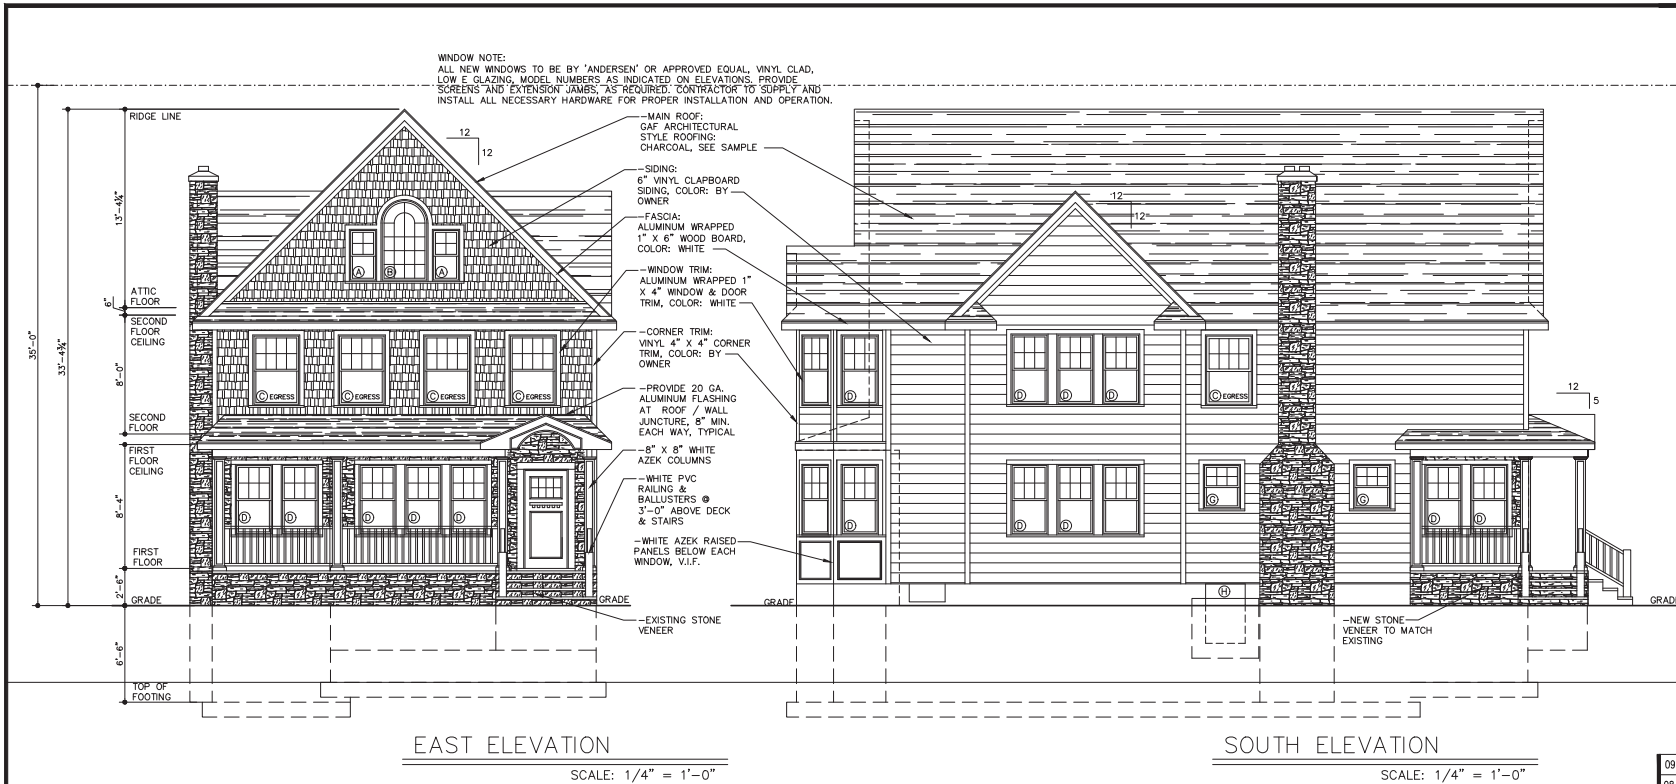 WINDOW NOTE:
ALL NEW WINDOWS TO BE BY 'ANDERSEN' OR APPROVED EQUAL, VINYL CLAD,
LOW E GLAZING, MODEL NUMBERS AS INDICATED ON ELEVATIONS. PROVIDE
SCREENS AND EXTENSION JAMBS, AS REQUIRED. CONTRACTOR TO SUPPLY AND
INSTALL ALL NECESSARY HARDWARE FOR PROPER INSTALLATION AND OPERATION.
RIDGE LINE
ATTIC
FLOOR
SECOND
FLOOR
CEILING
SECOND
FLOOR
FIRST
FLOOR
CEILING
FIRST
FLOOR
GRADE
TOP OF
FOOTING
35'-0"
33'-4¾"
13'-4¾"
6"
8'-0"
8'-4"
2'-6"
6'-6"
12
12
A
B
A
C EGRESS
C EGRESS
C EGRESS
C EGRESS
D
D
D
D
D
GRADE
-MAIN ROOF:
GAF ARCHITECTURAL
STYLE ROOFING:
CHARCOAL, SEE SAMPLE
-SIDING:
6" VINYL CLAPBOARD
SIDING, COLOR: BY
OWNER
-FASCIA:
ALUMINUM WRAPPED
1" X 6" WOOD BOARD,
COLOR: WHITE
-WINDOW TRIM:
ALUMINUM WRAPPED 1"
X 4" WINDOW & DOOR
TRIM, COLOR: WHITE
-CORNER TRIM:
VINYL 4" X 4" CORNER
TRIM, COLOR: BY
OWNER
-PROVIDE 20 GA.
ALUMINUM FLASHING
AT ROOF / WALL
JUNCTURE, 8" MIN.
EACH WAY, TYPICAL
-8" X 8" WHITE
AZEK COLUMNS
-WHITE PVC
RAILING &
BALLUSTERS @
3'-0" ABOVE DECK
& STAIRS
-WHITE AZEK RAISED
PANELS BELOW EACH
WINDOW, V.I.F.
-EXISTING STONE
VENEER
EAST ELEVATION
SCALE: 1/4" = 1'-0"
12
12
12
5
D
D
D
D
C EGRESS
D
D
D
D
G
G
D
D
H
GRADE
GRADE
-NEW STONE
VENEER TO MATCH
EXISTING
SOUTH ELEVATION
SCALE: 1/4" = 1'-0"
09